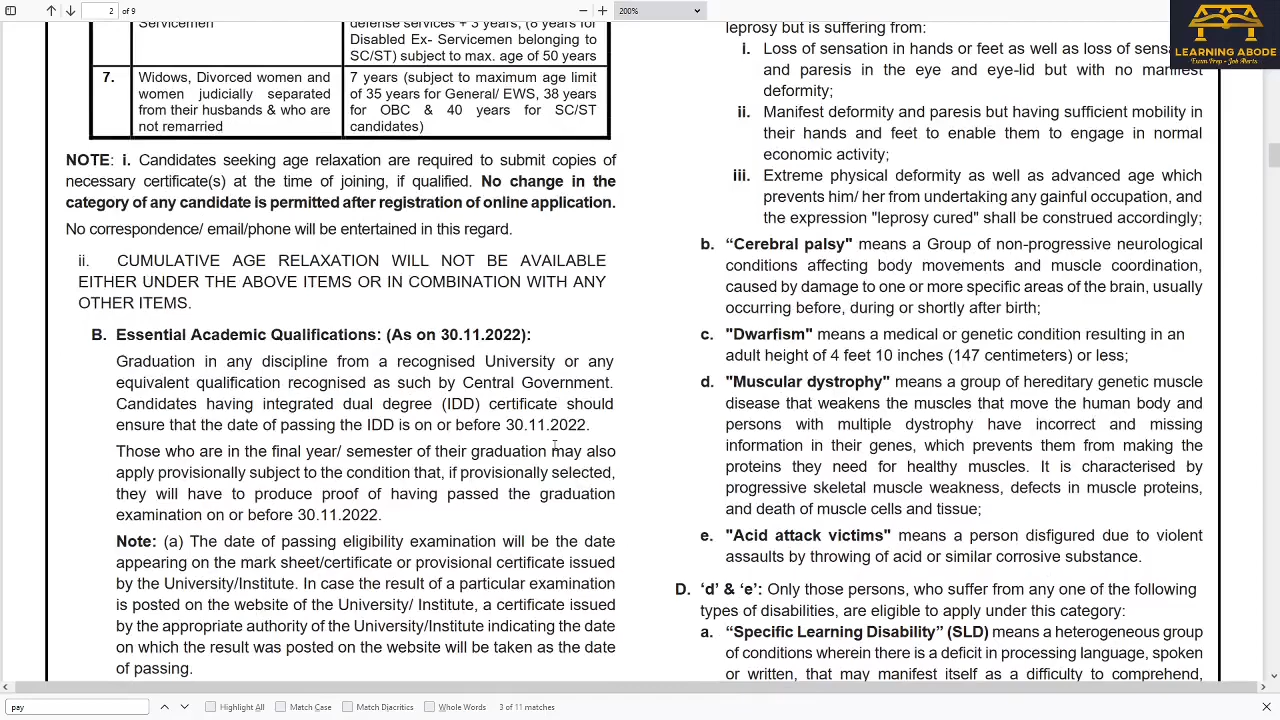 2
of 9
200%
LEARNING ABODE
Exam Prep - Job Alerts
Servicemen
defense services + 3 years, (8 years for
Disabled Ex- Servicemen belonging to
SC/ST) subject to max. age of 50 years
7.
Widows, Divorced women and
women judicially separated
from their husbands & who are
not remarried
7 years (subject to maximum age limit
of 35 years for General/ EWS, 38 years
for OBC & 40 years for SC/ST
candidates)
NOTE: i. Candidates seeking age relaxation are required to submit copies of
necessary certificate(s) at the time of joining, if qualified. No change in the
category of any candidate is permitted after registration of online application.
No correspondence/ email/phone will be entertained in this regard.
ii. CUMULATIVE AGE RELAXATION WILL NOT BE AVAILABLE
EITHER UNDER THE ABOVE ITEMS OR IN COMBINATION WITH ANY
OTHER ITEMS.
B. Essential Academic Qualifications: (As on 30.11.2022):
Graduation in any discipline from a recognised University or any
equivalent qualification recognised as such by Central Government.
Candidates having integrated dual degree (IDD) certificate should
ensure that the date of passing the IDD is on or before 30.11.2022.
Those who are in the final year/ semester of their graduation may also
apply provisionally subject to the condition that, if provisionally selected,
they will have to produce proof of having passed the graduation
examination on or before 30.11.2022.
Note: (a) The date of passing eligibility examination will be the date
appearing on the mark sheet/certificate or provisional certificate issued
by the University/Institute. In case the result of a particular examination
is posted on the website of the University/ Institute, a certificate issued
by the appropriate authority of the University/Institute indicating the date
on which the result was posted on the website will be taken as the date
of passing.
leprosy but is suffering from:
i. Loss of sensation in hands or feet as well as loss of
and paresis in the eye and eye-lid but with no manifest
deformity;
ii. Manifest deformity and paresis but having sufficient mobility in
their hands and feet to enable them to engage in normal
economic activity;
iii. Extreme physical deformity as well as advanced age which
prevents him/ her from undertaking any gainful occupation, and
the expression "leprosy cured" shall be construed accordingly;
b. “Cerebral palsy" means a Group of non-progressive neurological
conditions affecting body movements and muscle coordination,
caused by damage to one or more specific areas of the brain, usually
occurring before, during or shortly after birth;
c. "Dwarfism" means a medical or genetic condition resulting in an
adult height of 4 feet 10 inches (147 centimeters) or less;
d. "Muscular dystrophy" means a group of hereditary genetic muscle
disease that weakens the muscles that move the human body and
persons with multiple dystrophy have incorrect and missing
information in their genes, which prevents them from making the
proteins they need for healthy muscles. It is characterised by
progressive skeletal muscle weakness, defects in muscle proteins,
and death of muscle cells and tissue;
e. "Acid attack victims" means a person disfigured due to violent
assaults by throwing of acid or similar corrosive substance.
D. ‘d’ & ‘e’: Only those persons, who suffer from any one of the following
types of disabilities, are eligible to apply under this category:
a. “Specific Learning Disability” (SLD) means a heterogeneous group
of conditions wherein there is a deficit in processing language, spoken
or written, that may manifest itself as a difficulty to comprehend,
pay
Highlight All
Match Case
Match Diacritics
Whole Words
3 of 11 matches